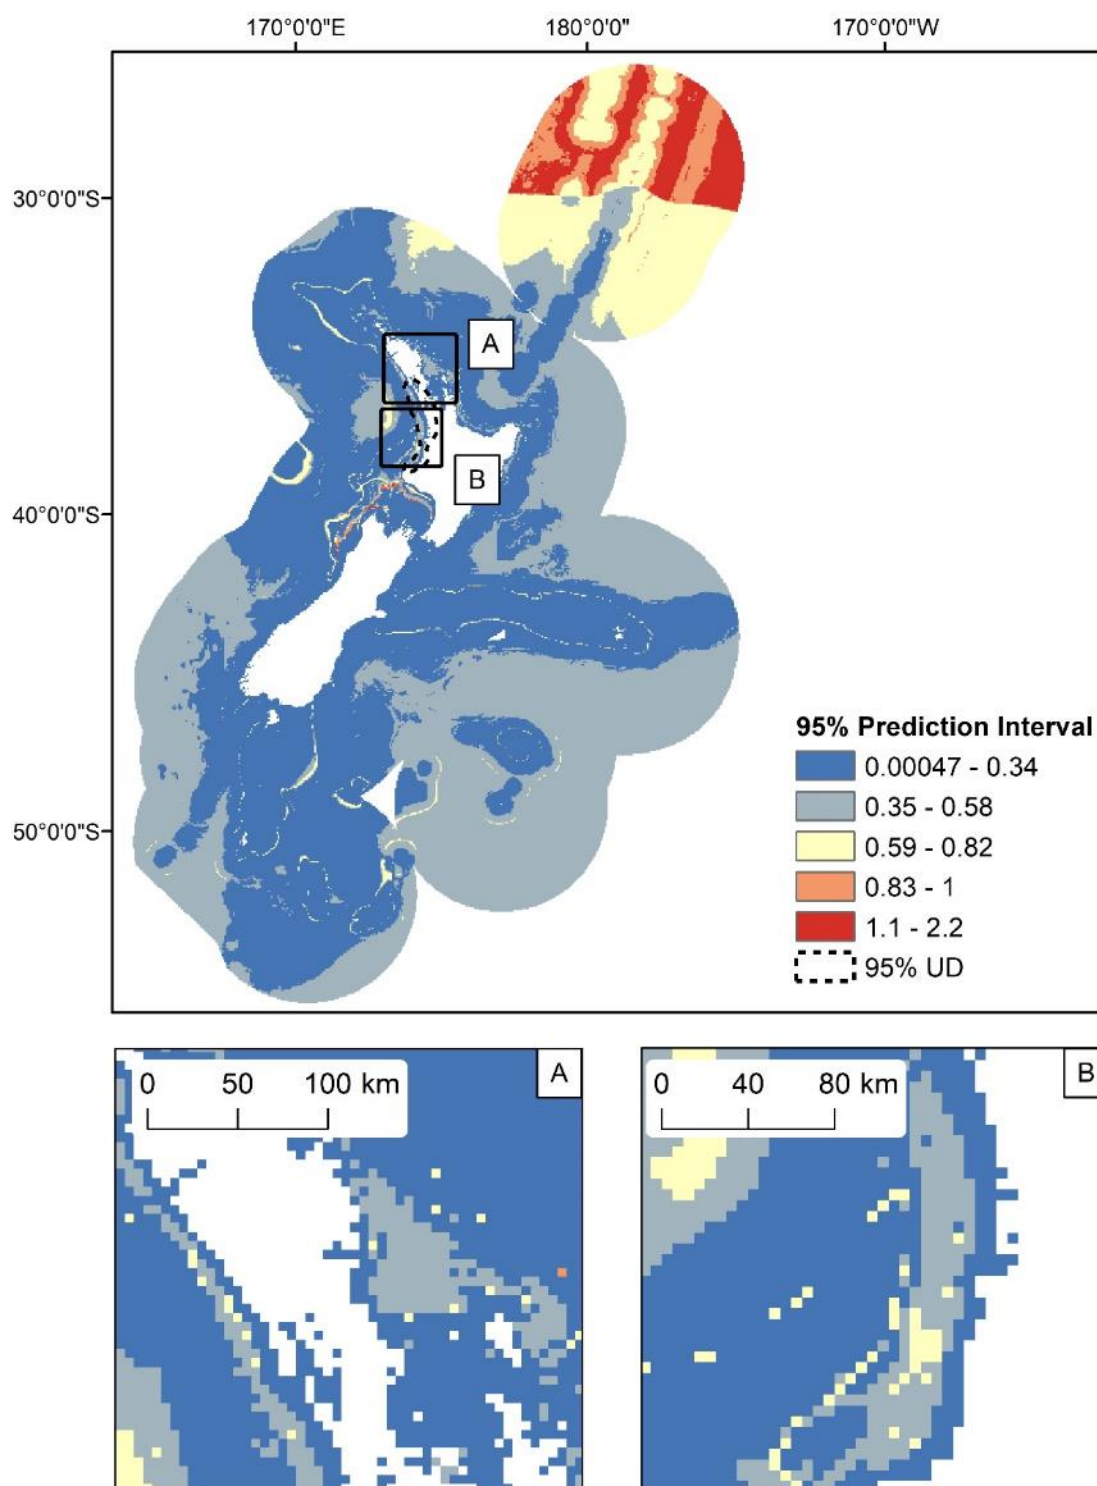 170°0'0"E 180°0'0" 170°0'0"W
30°0'0"S
A
B
40°0'0"S
50°0'0"S
95% Prediction Interval
0.00047 - 0.34
0.35 - 0.58
0.59 - 0.82
0.83 - 1
1.1 - 2.2
95% UD
0 50 100 km
A
0 40 80 km
B